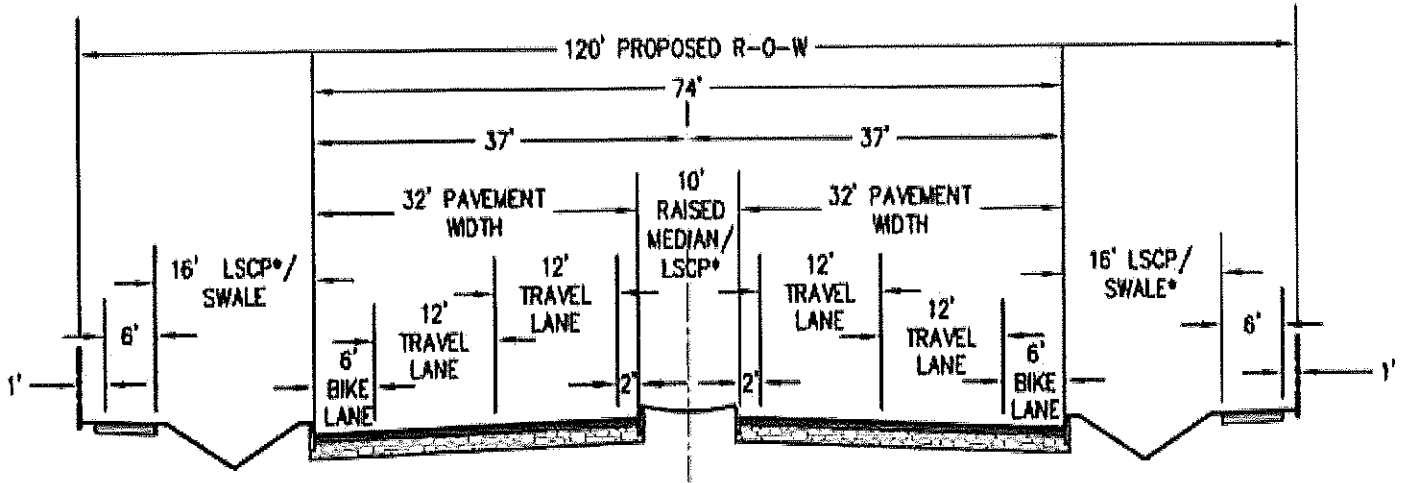 120' PROPOSED R-O-W
74'
37'
37'
32' PAVEMENT
WIDTH
10'
RAISED
MEDIAN/
LSCP*
32' PAVEMENT
WIDTH
16' LSCP*/
SWALE
12'
TRAVEL
LANE
12'
TRAVEL
LANE
16' LSCP/
SWALE*
6'
12'
TRAVEL
LANE
12'
TRAVEL
LANE
6'
1'
6'
BIKE
LANE
2'
2'
6'
BIKE
LANE
1'